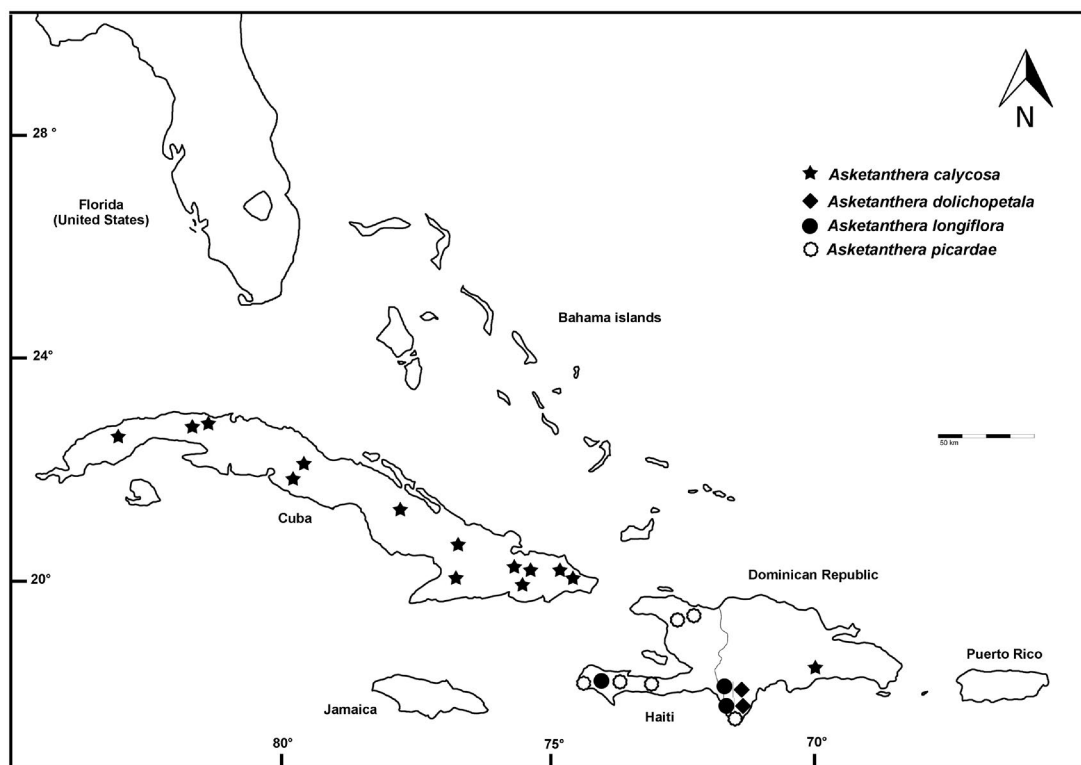 N
28 °
Asketanthera calycosa
Asketanthera dolichopetala
Asketanthera longiflora
Asketanthera picardae
Florida
(United States)
Bahama islands
24°
50 km
Cuba
20°
Dominican Republic
Puerto Rico
Jamaica
Haiti
80°
75°
70°